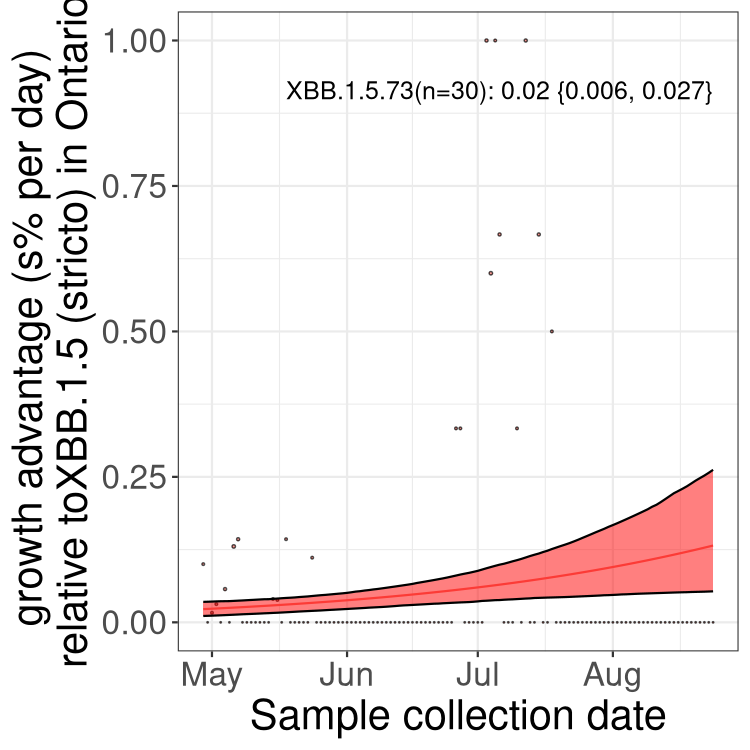 growth advantage (s% per day)
relative toXBB.1.5 (stricto) in Ontario
1.00
0.75
0.50
0.25
0.00
XBB.1.5.73(n=30): 0.02 {0.006, 0.027}
May Jun Jul Aug
Sample collection date